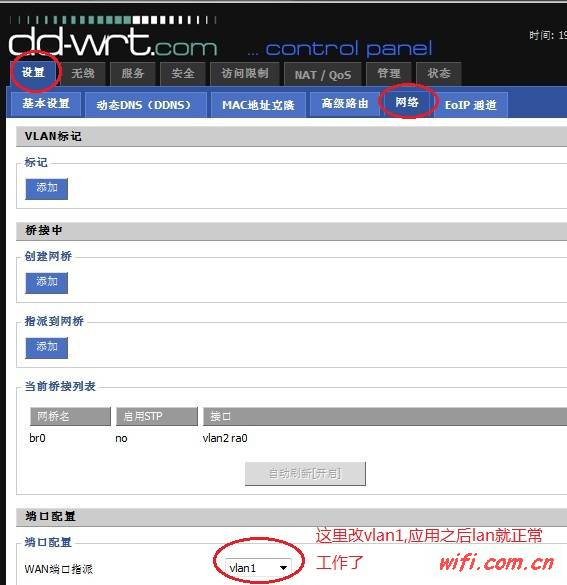 dd-wrt.com
... control panel
时间: 19
设置 无线 服务 安全 访问限制 NAT / QoS 管理 状态
基本设置 动态DNS（DDNS） MAC地址克隆 高级路由 网络 EoIP 通道
VLAN标记
标记
添加
桥接中
创建网桥
添加
指派到网桥
添加
当前桥接列表
网桥名 启用STP 接口
br0 no vlan2 ra0
自动刷新[开启]
端口配置
端口配置
WAN端口指派 vlan1
这里改vlan1,应用之后lan就正常
工作了
wifi.com.cn